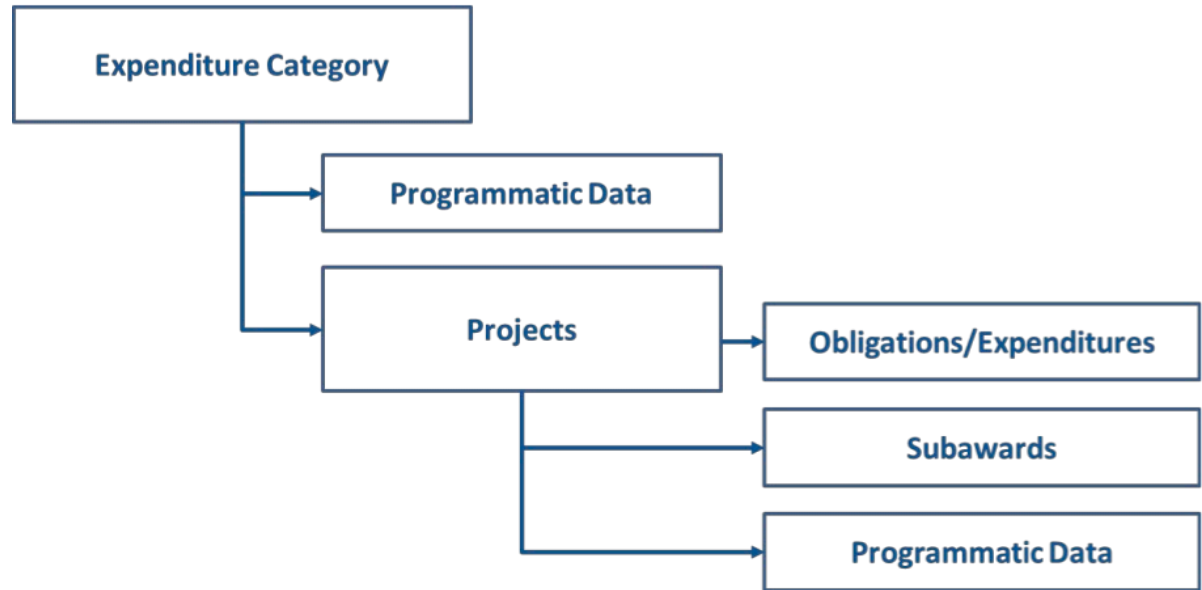 Expenditure Category
Programmatic Data
Projects
Obligations/Expenditures
Subawards
Programmatic Data